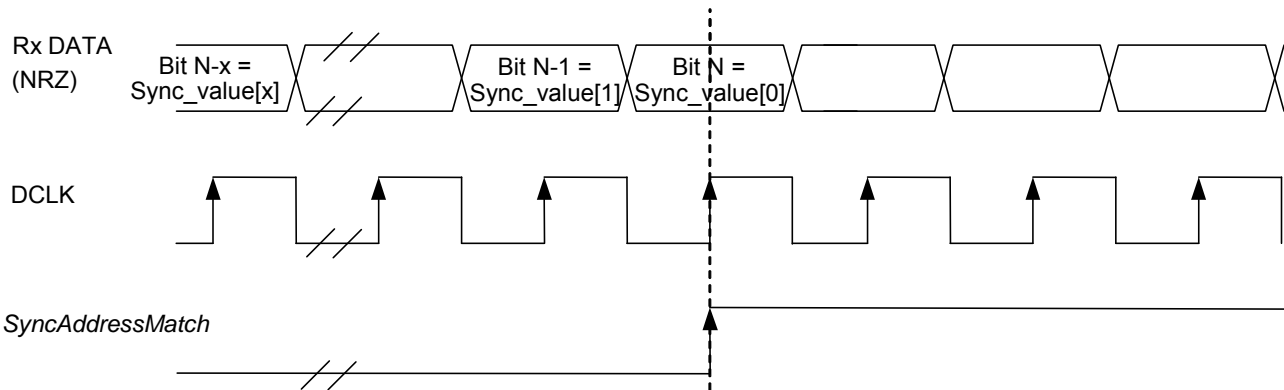 Rx DATA
(NRZ)
Bit N-x =
Sync_value[x]
Bit N-1 =
Sync_value[1]
Bit N =
Sync_value[0]
DCLK
SyncAddressMatch